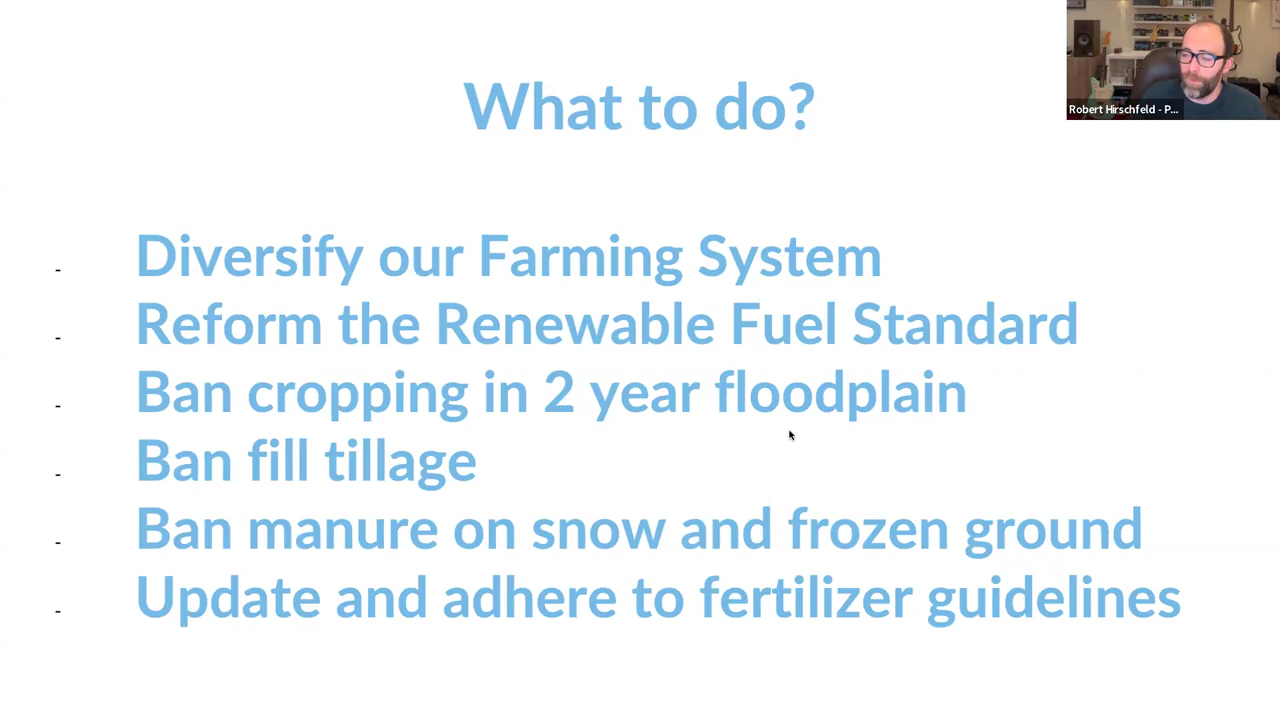 What to do?
Robert Hirschfeld - P...
- Diversify our Farming System
- Reform the Renewable Fuel Standard
- Ban cropping in 2 year floodplain
- Ban fill tillage
- Ban manure on snow and frozen ground
- Update and adhere to fertilizer guidelines